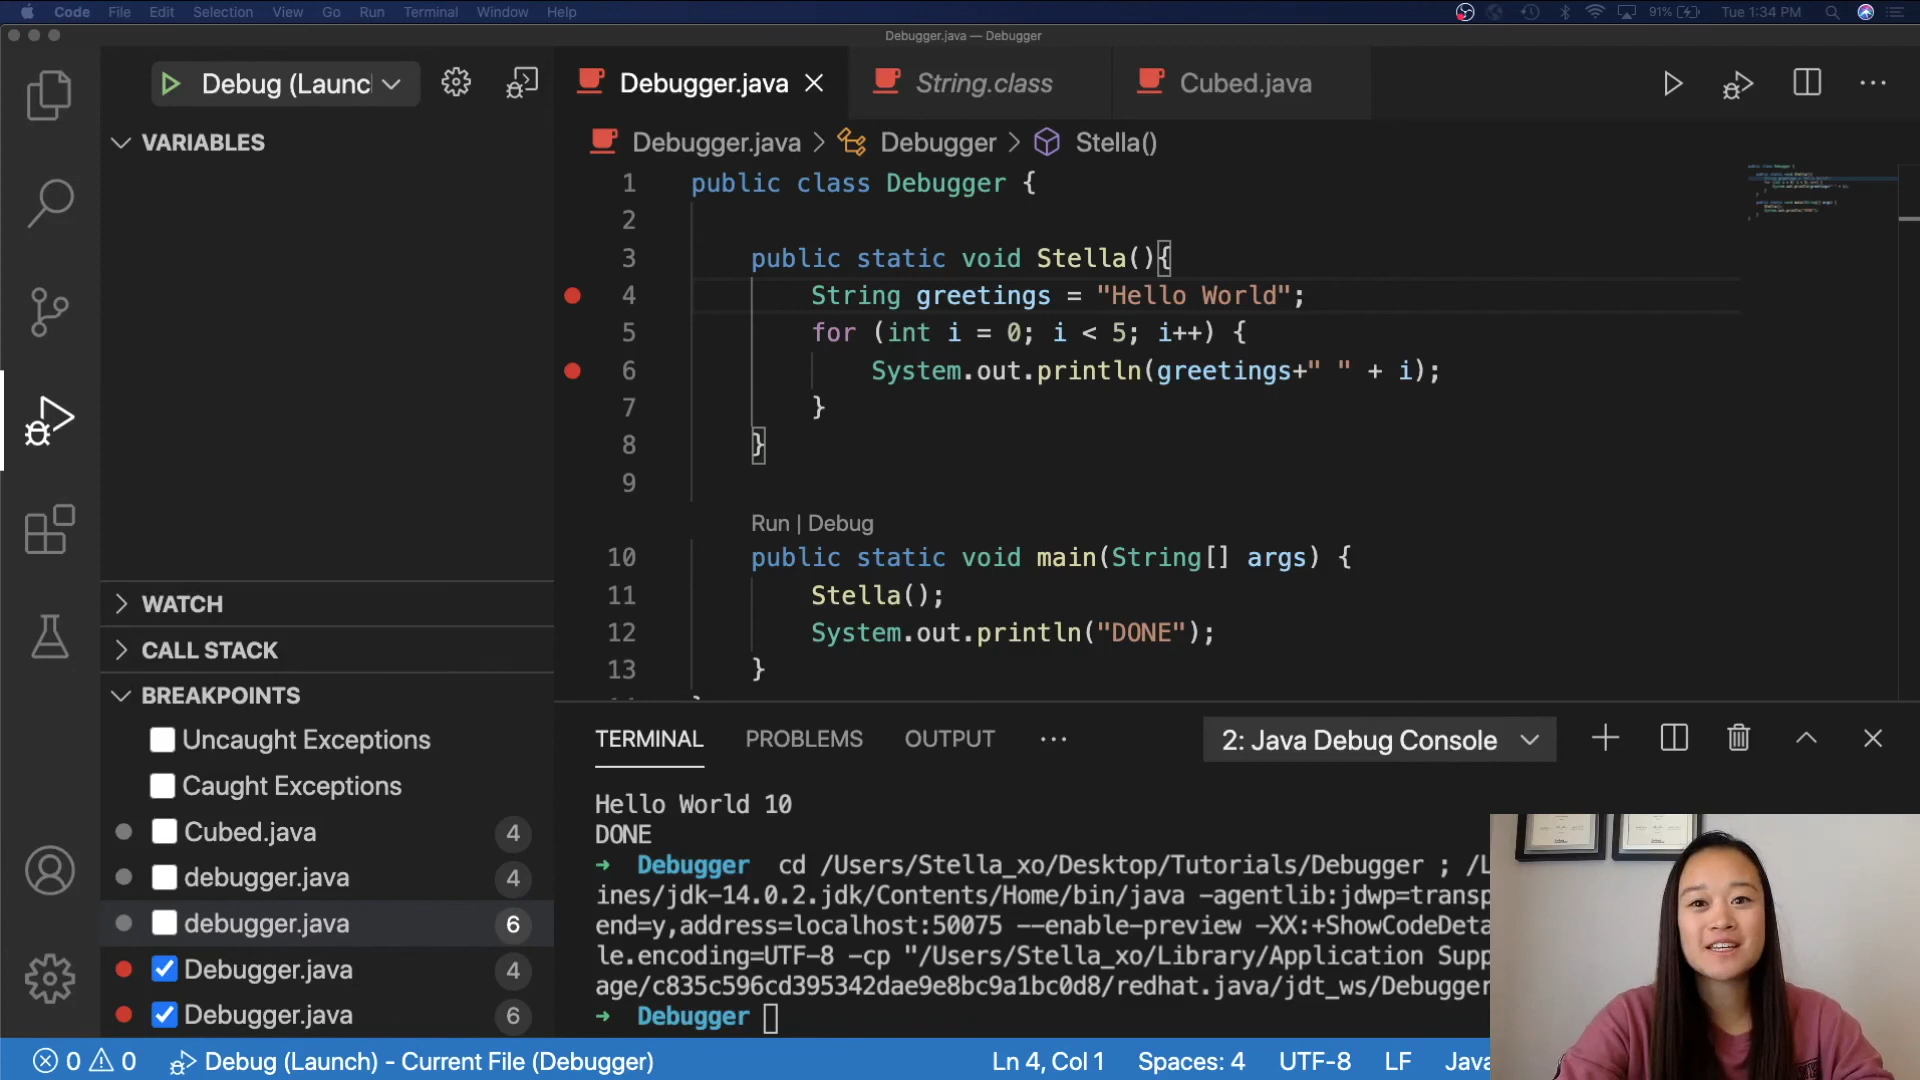 Code File Edit Selection View Go Run Terminal Window Help 91% Tue 1:34 PM
Debugger.java — Debugger
Debug (Launc
Debugger.java String.class Cubed.java
VARIABLES
Debugger.java > Debugger > Stella()
1 public class Debugger {
2
3 public static void Stella(){
4 String greetings = "Hello World";
5 for (int i = 0; i < 5; i++) {
6 System.out.println(greetings+" " + i);
7 }
8 }
9
Run | Debug
10 public static void main(String[] args) {
11 Stella();
12 System.out.println("DONE");
13 }
WATCH
CALL STACK
BREAKPOINTS
Uncaught Exceptions
Caught Exceptions
Cubed.java 4
debugger.java 4
debugger.java 6
Debugger.java 4
Debugger.java 6
TERMINAL PROBLEMS OUTPUT ··· 2: Java Debug Console
Hello World 10
DONE
→ Debugger cd /Users/Stella_xo/Desktop/Tutorials/Debugger ; /L
ines/jdk-14.0.2.jdk/Contents/Home/bin/java -agentlib:jdwp=transp
end=y,address=localhost:50075 --enable-preview -XX:+ShowCodeDeta
le.encoding=UTF-8 -cp "/Users/Stella_xo/Library/Application Supp
age/c835c596cd395342dae9e8bc9a1bc0d8/redhat.java/jdt_ws/Debugger
→ Debugger
0 0 Debug (Launch) - Current File (Debugger) Ln 4, Col 1 Spaces: 4 UTF-8 LF Java